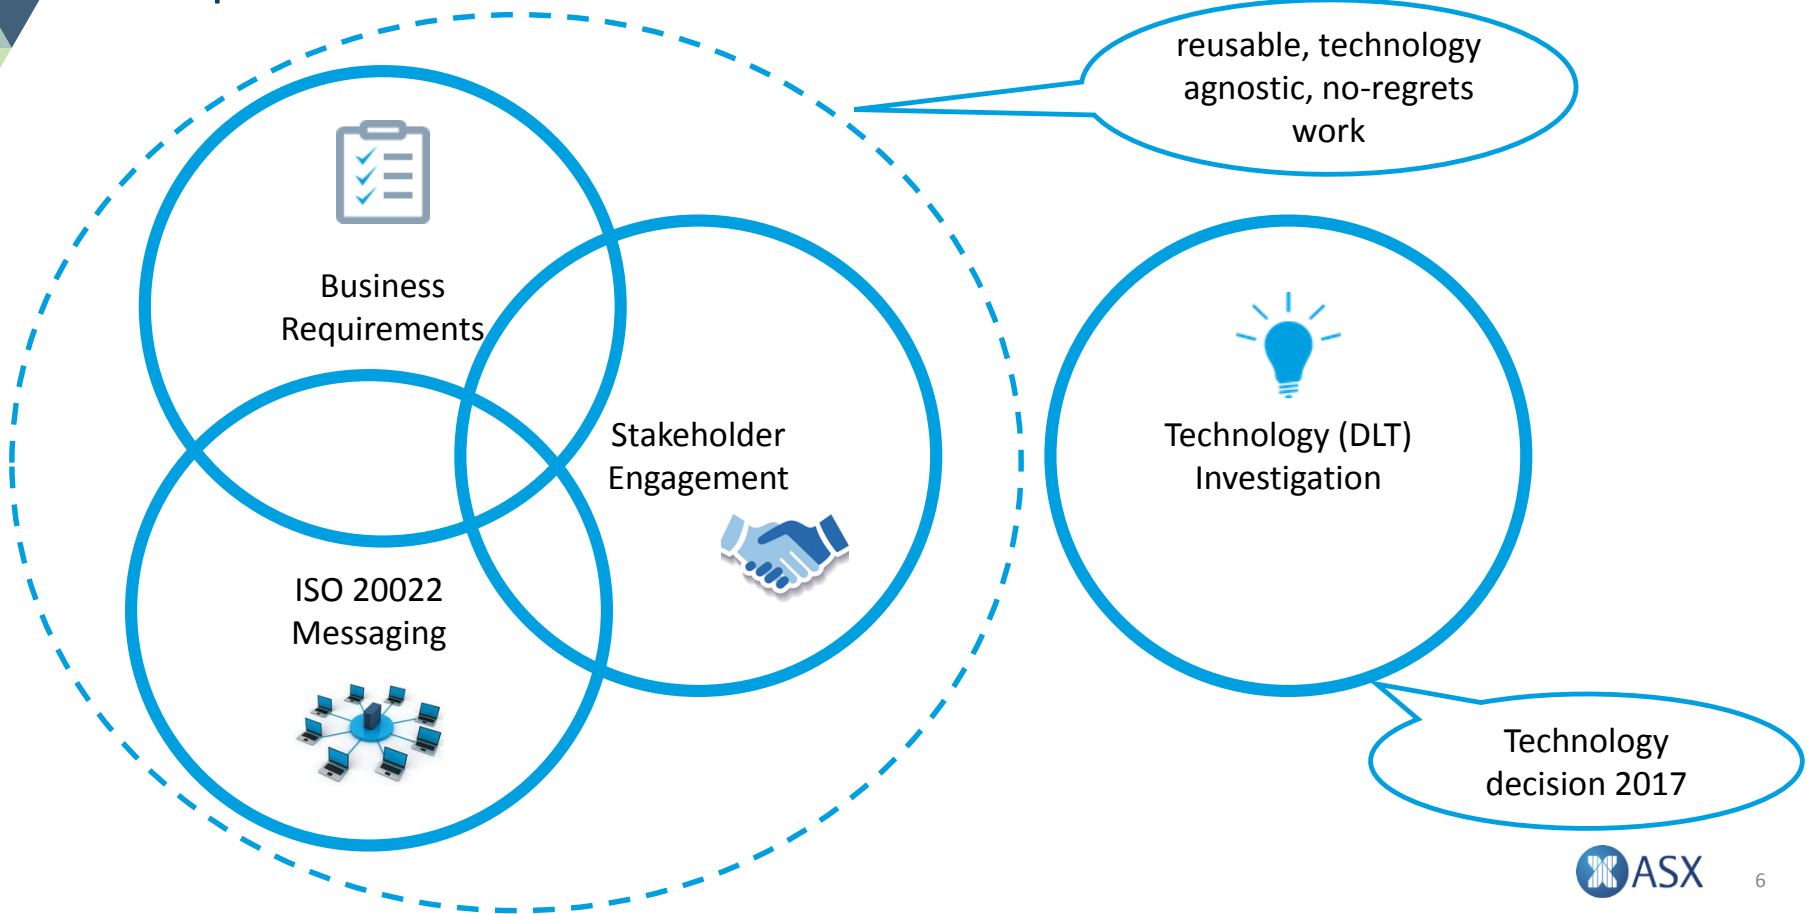 reusable, technology
agnostic, no-regrets
work
Business
Requirements
Stakeholder
Engagement
Technology (DLT)
Investigation
ISO 20022
Messaging
Technology
decision 2017
ASX
6